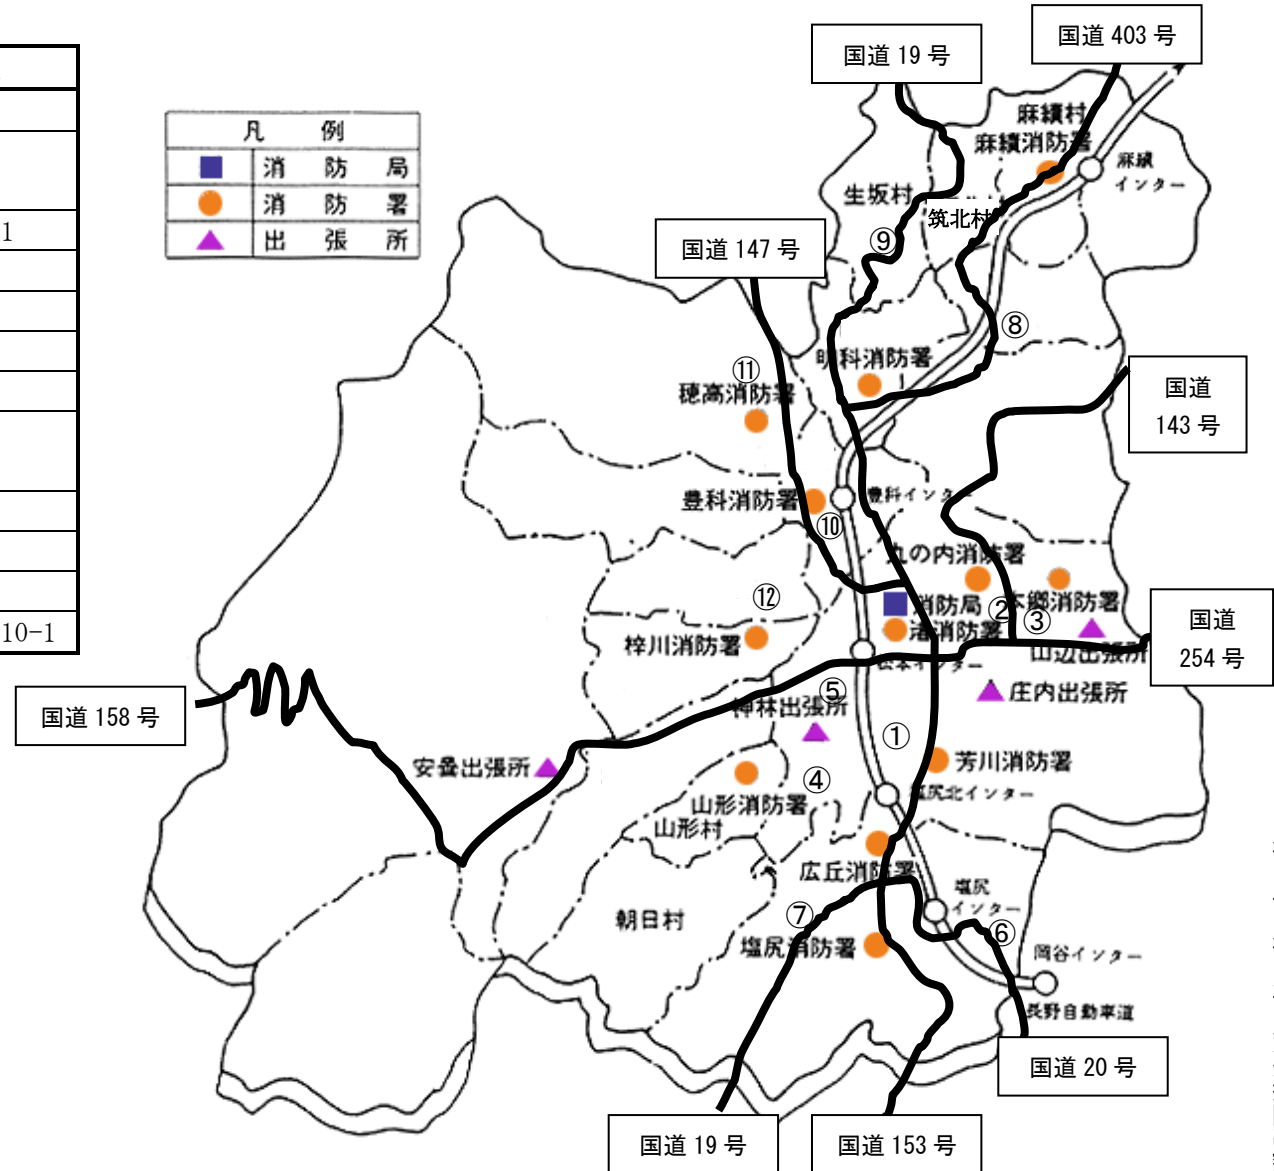 国道 403 号
国道 19 号
1
凡 例
消 防 局
消 防 署
出 張 所
麻績村
麻績消防署
麻績
インター
生坂村
筑北村
⑨
国道 147 号
⑧
明科消防署
⑪
穂高消防署
国道
143 号
豊科消防署
豊科インター
⑩
丸の内消防署
⑫
消防局
②
本郷消防署
③
渚消防署
10-1
梓川消防署
山辺出張所
国道
254 号
松本インター
⑤
庄内出張所
国道 158 号
神林出張所
①
安曇出張所
芳川消防署
④
塩尻北インター
山形消防署
山形村
広丘消防署
塩尻
インター
⑦
朝日村
⑥
塩尻消防署
岡谷インター
長野自動車道
国道 20 号
国道 19 号
国道 153 号